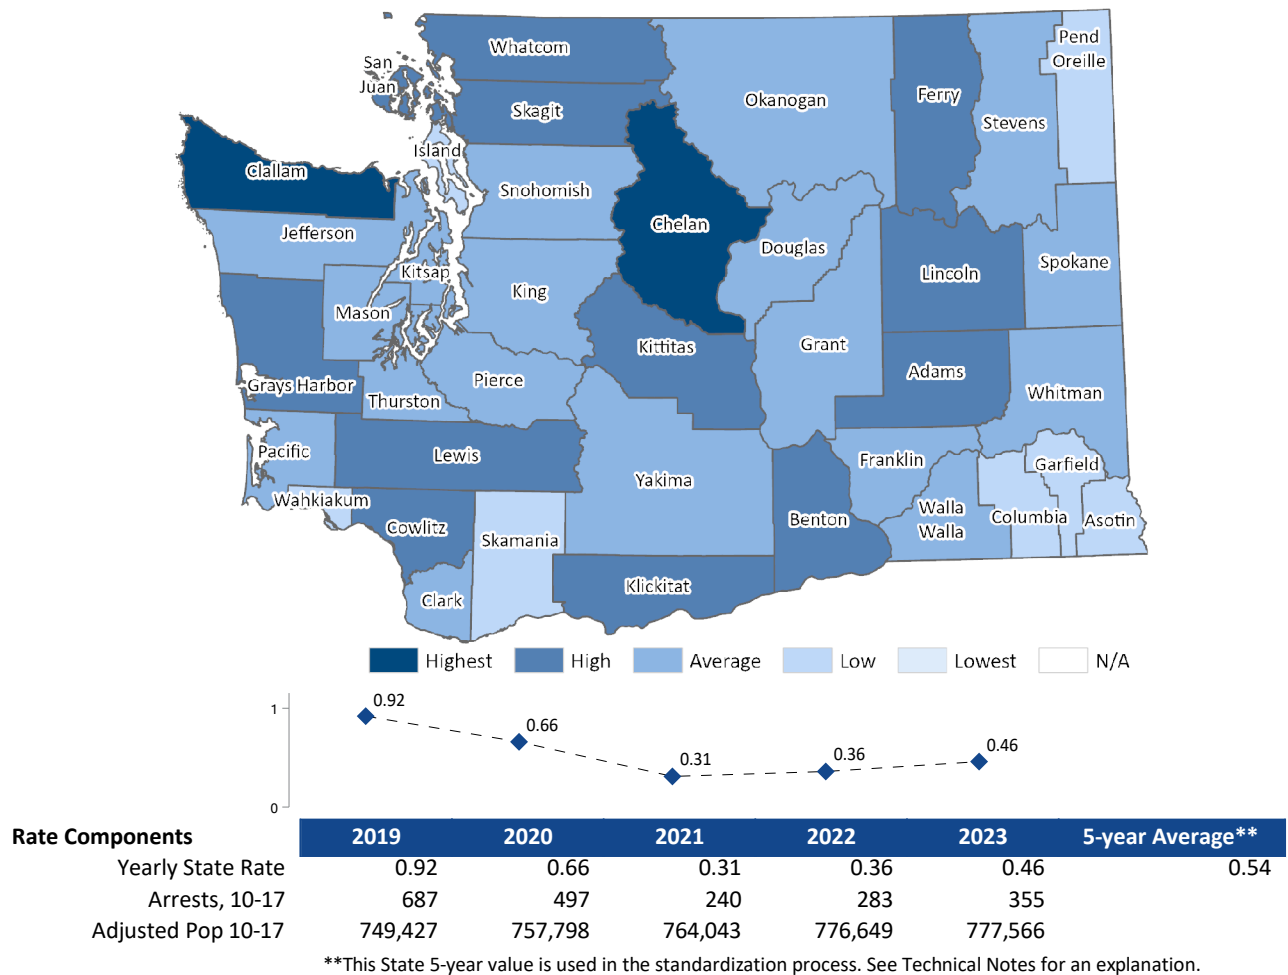 Whatcom
San
Juan
Skagit
Island
Clallam
Snohomish
Jefferson
Kitsap
King
Mason
Grays Harbor
Thurston
Pierce
Pacific
Lewis
Wahkiakum
Cowlitz
Skamania
Clark
Okanogan
Ferry
Stevens
Pend
Oreille
Chelan
Douglas
Lincoln
Spokane
Kittitas
Grant
Adams
Whitman
Yakima
Franklin
Garfield
Benton
Walla
Walla
Columbia
Asotin
Klickitat
Highest High Average Low Lowest N/A
1
0
0.92
0.66
0.31
0.36
0.46
Rate Components 2019 2020 2021 2022 2023 5-year Average**
Yearly State Rate 0.92 0.66 0.31 0.36 0.46 0.54
Arrests, 10-17 687 497 240 283 355
Adjusted Pop 10-17 749,427 757,798 764,043 776,649 777,566
**This State 5-year value is used in the standardization process. See Technical Notes for an explanation.